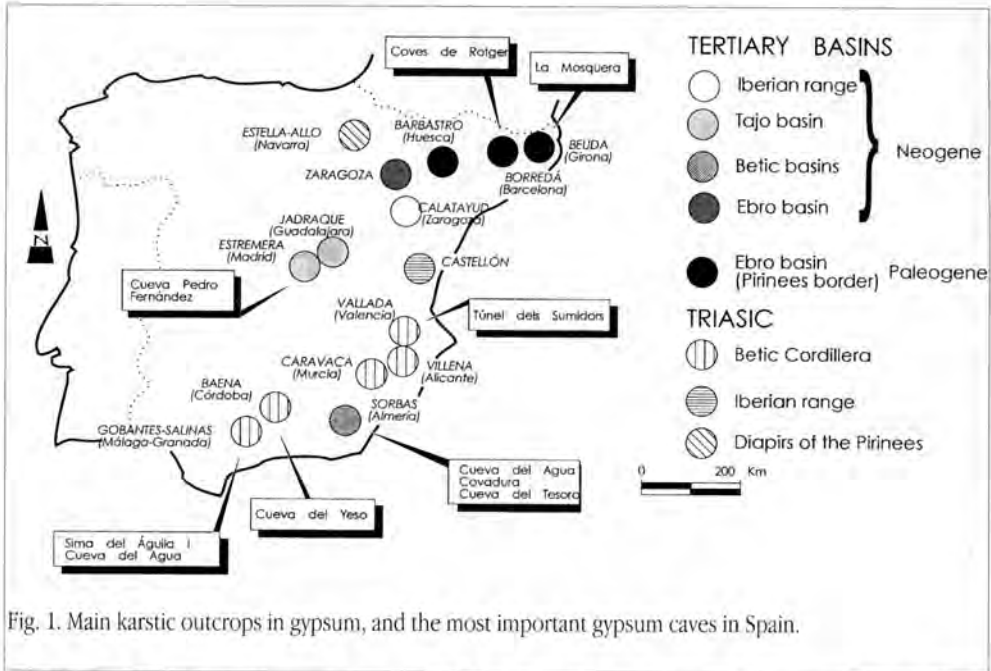 Coves de Rotger
La Mosquera
ESTELLA-ALLO
(Navarra)
BARBASTRO
(Huesca)
BEUDA
(Girona)
BORREDÁ
(Barcelona)
ZARAGOZA
CALATAYUD
(Zaragoza)
JADRAQUE
(Guadalajara)
ESTREMERA
(Madrid)
CASTELLÓN
Cueva Pedro
Fernández
VALLADA
(Valencia)
Túnel dels Sumidors
CARAVACA
(Murcia)
VILLENA
(Alicante)
BAENA
(Córdoba)
SORBAS
(Almería)
GOBANTES-SALINAS
(Málaga-Granada)
Cueva del Agua
Covadura
Cueva del Tesora
Cueva del Yeso
Sima del Águila I
Cueva del Agua
N
TERTIARY BASINS
Iberian range
Tajo basin
Betic basins
Ebro basin
Neogene
Ebro basin
(Pirinees border)
Paleogene
TRIASIC
Betic Cordillera
Iberian range
Diapirs of the Pirinees
0 200 Km
Fig. 1. Main karstic outcrops in gypsum, and the most important gypsum caves in Spain.